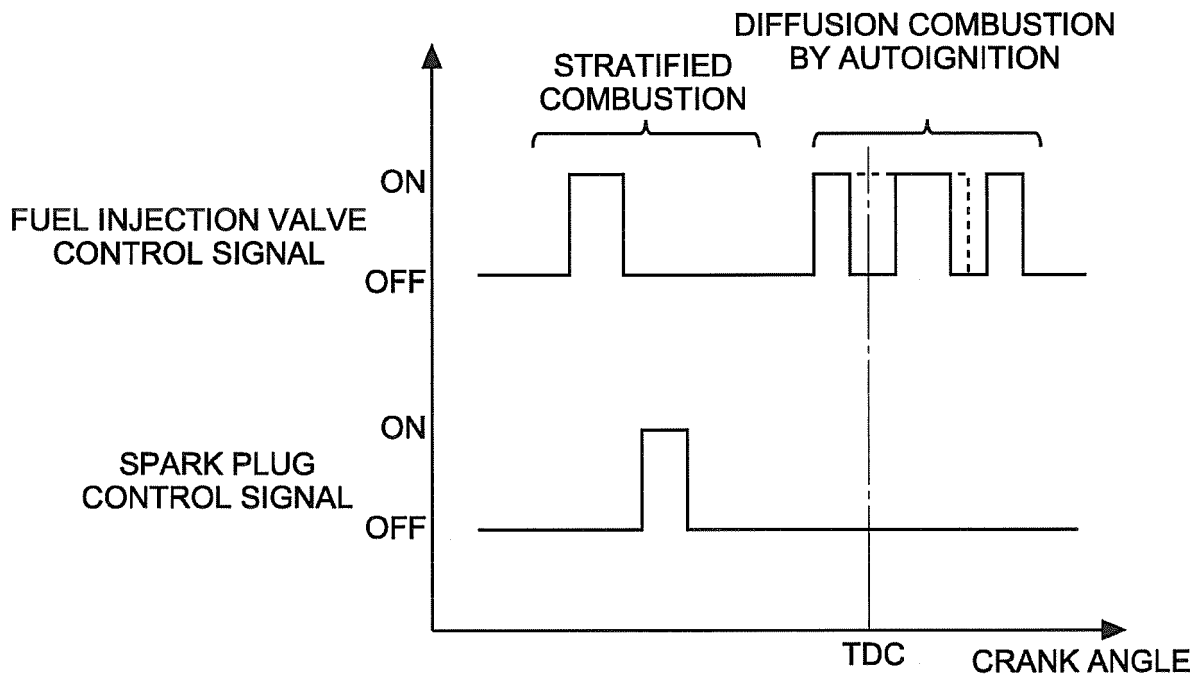 DIFFUSION COMBUSTION
BY AUTOIGNITION
STRATIFIED
COMBUSTION
ON
FUEL INJECTION VALVE
CONTROL SIGNAL
OFF
ON
SPARK PLUG
CONTROL SIGNAL
OFF
TDC
CRANK ANGLE